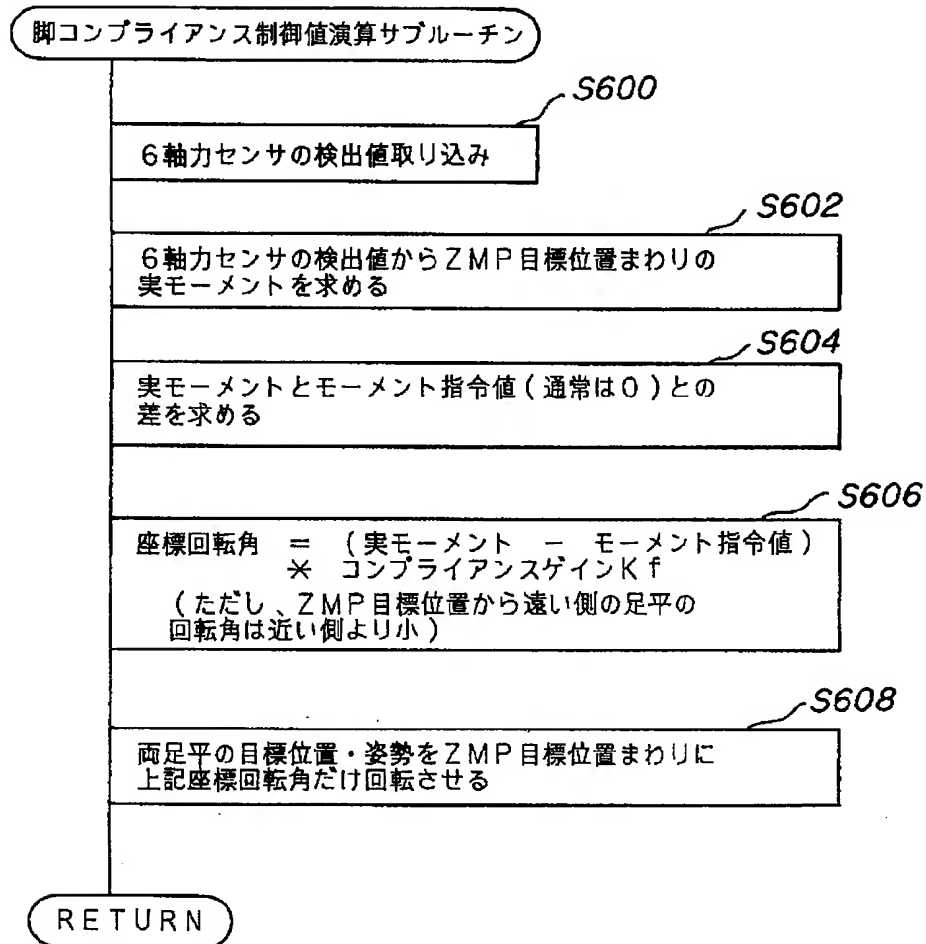 脚コンプライアンス制御値演算サブルーチン
S600
6軸力センサの検出値取り込み
S602
6軸力センサの検出値からZMP目標位置まわりの
実モーメントを求める
S604
実モーメントとモーメント指令値(通常は0)との
差を求める
S606
座標回転角 = (実モーメント - モーメント指令値)
* コンプライアンスゲインKf
(ただし、ZMP目標位置から遠い側の足平の
回転角は近い側より小)
S608
両足平の目標位置・姿勢をZMP目標位置まわりに
上記座標回転角だけ回転させる
RETURN